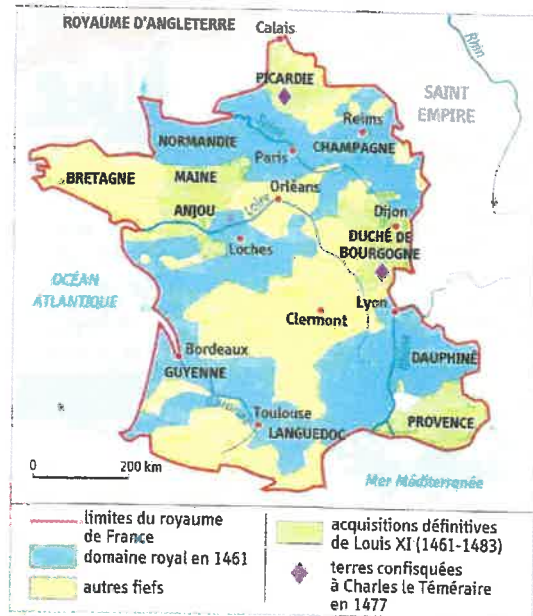 ROYAUME D'ANGLETERRE
Calais
Rhin
PICARDIE
SAINT
EMPIRE
Reims
NORMANDIE
Seine
Paris
CHAMPAGNE
BRETAGNE
MAINE
Orléans
ANJOU
Loire
Dijon
Loches
DUCHÉ DE
BOURGOGNE
OCÉAN
ATLANTIQUE
Clermont
Lyon
Bordeaux
DAUPHINÉ
GUYENNE
Toulouse
LANGUEDOC
PROVENCE
0 200 km
Mer Méditerranée
limites du royaume
de France
domaine royal en 1461
autres fiefs
acquisitions définitives
de Louis XI (1461-1483)
terres confisquées
à Charles le Téméraire
en 1477